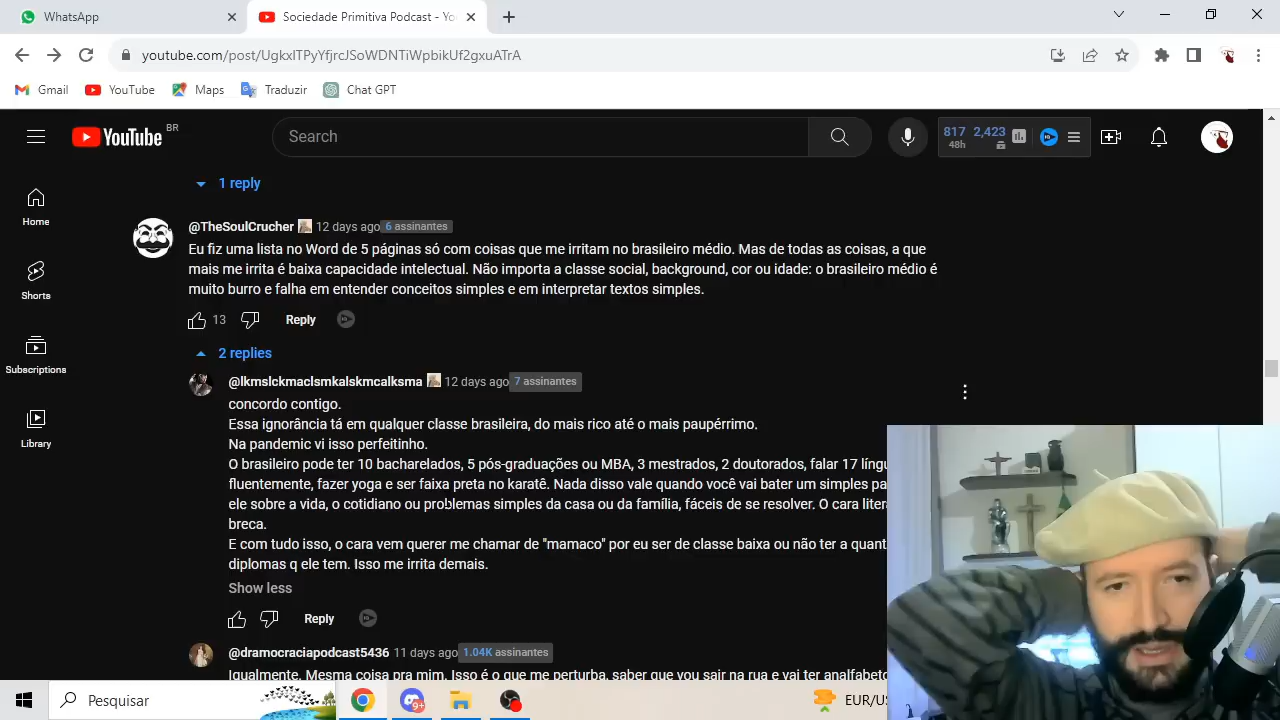 WhatsApp
Sociedade Primitiva Podcast - Yo
youtube.com/post/UgkxlTPyYfjrcJSoWDNTiWpbikUf2gxuATrA
Gmail YouTube Maps Traduzir Chat GPT
YouTube BR
Search
817 2,423
48h
Home
Shorts
Subscriptions
Library
1 reply
@TheSoulCrucher 12 days ago 6 assinantes
Eu fiz uma lista no Word de 5 páginas só com coisas que me irritam no brasileiro médio. Mas de todas as coisas, a que
mais me irrita é baixa capacidade intelectual. Não importa a classe social, background, cor ou idade: o brasileiro médio é
muito burro e falha em entender conceitos simples e em interpretar textos simples.
13 Reply
2 replies
@lkmslckmaclsmkalskmcalksma 12 days ago 7 assinantes
concordo contigo.
Essa ignorância tá em qualquer classe brasileira, do mais rico até o mais paupérrimo.
Na pandemic vi isso perfeitinho.
O brasileiro pode ter 10 bacharelados, 5 pós-graduações ou MBA, 3 mestrados, 2 doutorados, falar 17 língu
fluentemente, fazer yoga e ser faixa preta no karatê. Nada disso vale quando você vai bater um simples pa
ele sobre a vida, o cotidiano ou problemas simples da casa ou da família, fáceis de se resolver. O cara litera
breca.
E com tudo isso, o cara vem querer me chamar de "mamaco" por eu ser de classe baixa ou não ter a quant
diplomas q ele tem. Isso me irrita demais.
Show less
Reply
@dramocraciapodcast5436 11 days ago 1.04K assinantes
Igualmente. Mesma coisa pra mim. Isso é o que me perturba, saber que you sair na rua e vai ter analfabeto
Pesquisar
9+
EUR/US